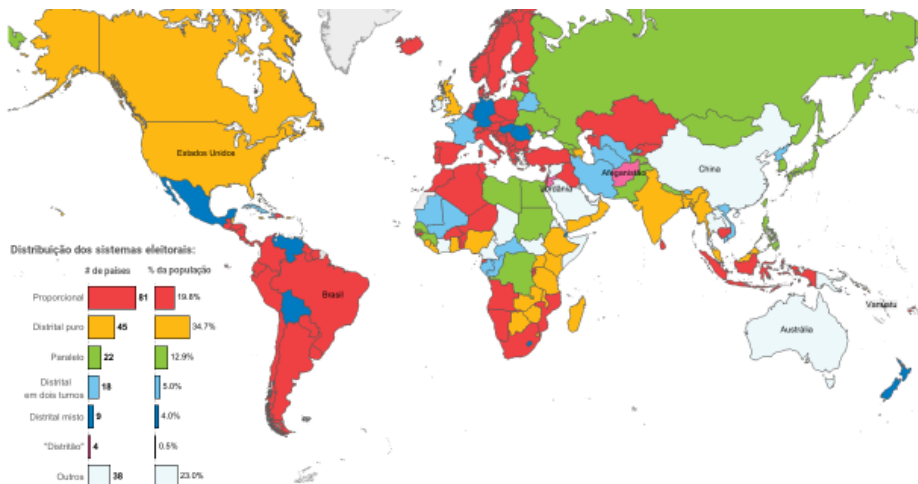 Estados Unidos
China
Jordânia
Afeganistão
Brasil
Vanuatu
Austrália
Distribuição dos sistemas eleitorais:
# de países % da população
Proporcional 81 19.8%
Distrital puro 45 34.7%
Paralelo 22 12.9%
Distrital
em dois turnos 18 5.0%
Distrital misto 9 4.0%
"Distritão" 4 0.5%
Outros 36 23.0%